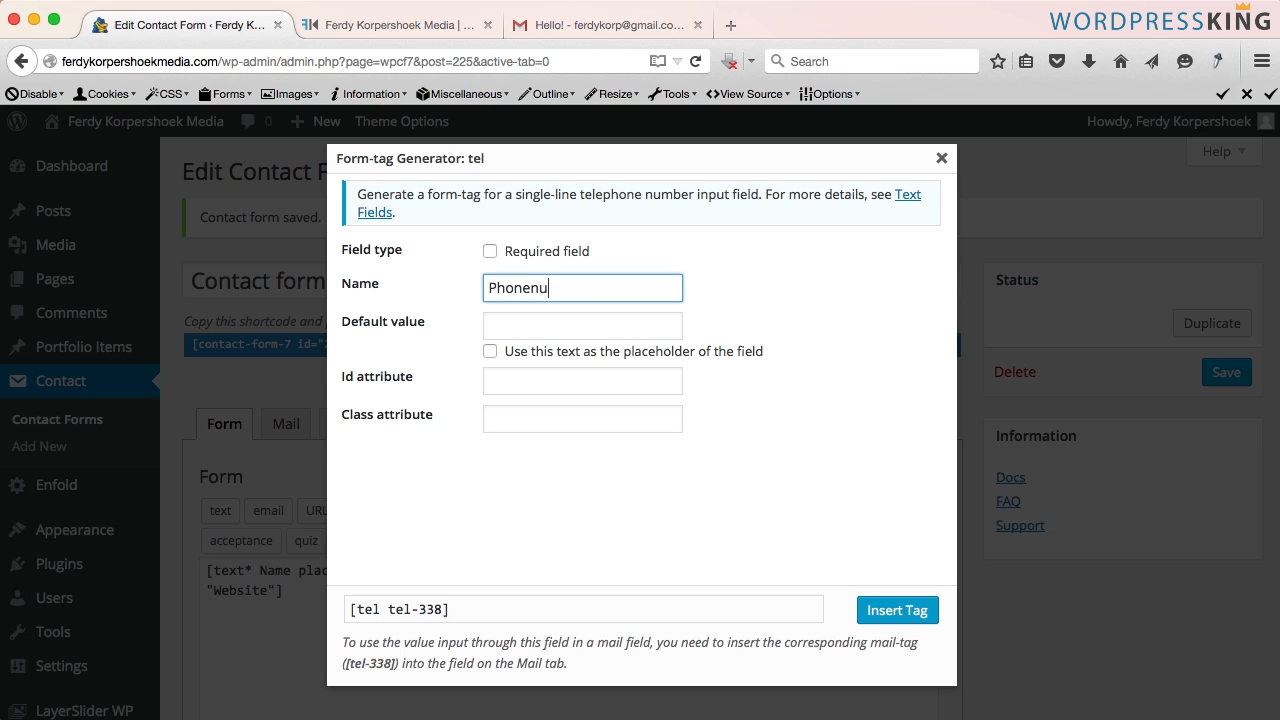 Edit Contact Form ‹ Ferdy K...
Ferdy Korpershoek Media | ...
Hello! - ferdykorp@gmail.co...
WORDPRESSKING
ferdykorpershoekmedia.com/wp-admin/admin.php?page=wpcf7&post=225&active-tab=0
Search
Disable
Cookies
CSS
Forms
Images
Information
Miscellaneous
Outline
Resize
Tools
View Source
Options
Ferdy Korpershoek Media
0
New
Theme Options
Howdy, Ferdy Korpershoek
Dashboard
Posts
Media
Pages
Comments
Portfolio Items
Contact
Contact Forms
Add New
Enfold
Appearance
Plugins
Users
Tools
Settings
LayerSlider WP
Edit Contact F
Help
Contact form saved.
Contact form
Copy this shortcode and
[contact-form-7 id="
Form
Mail
Form
text
email
URL
acceptance
quiz
[text* Name plac
"Website"]
Form-tag Generator: tel
Generate a form-tag for a single-line telephone number input field. For more details, see Text
Fields.
Field type
Required field
Name
Phonenu
Default value
Use this text as the placeholder of the field
Id attribute
Class attribute
[tel tel-338]
Insert Tag
To use the value input through this field in a mail field, you need to insert the corresponding mail-tag
([tel-338]) into the field on the Mail tab.
Status
Duplicate
Delete
Save
Information
Docs
FAQ
Support